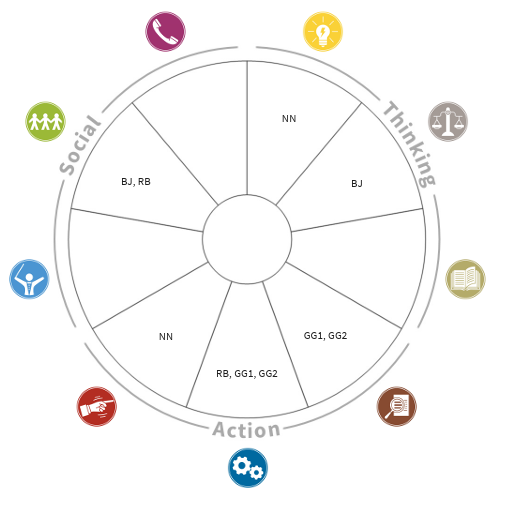 Social
Thinking
NN
BJ, RB
BJ
NN
GG1, GG2
RB, GG1, GG2
Action